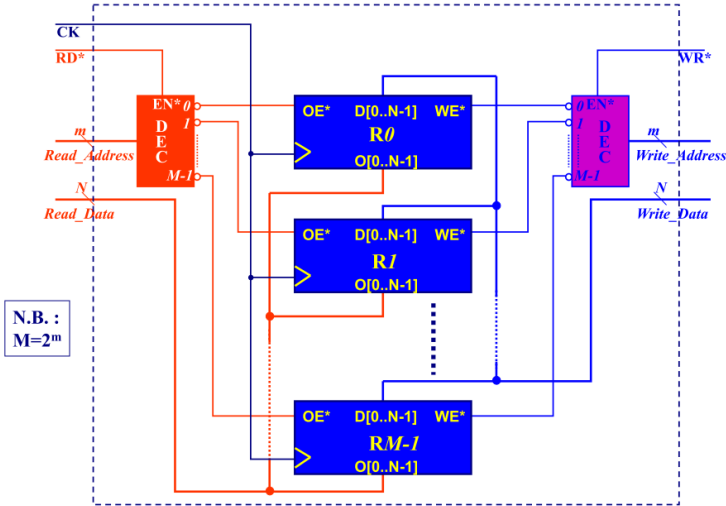 CK
RD*
WR*
EN* 0
1
D
E
C
M-1
m
Read_Address
N
Read_Data
OE* D[0..N-1] WE*
R0
O[0..N-1]
OE* D[0..N-1] WE*
R1
O[0..N-1]
OE* D[0..N-1] WE*
RM-1
O[0..N-1]
0 EN*
1
D
E
C
M-1
m
Write_Address
N
Write_Data
N.B. :
M=2ᵐ